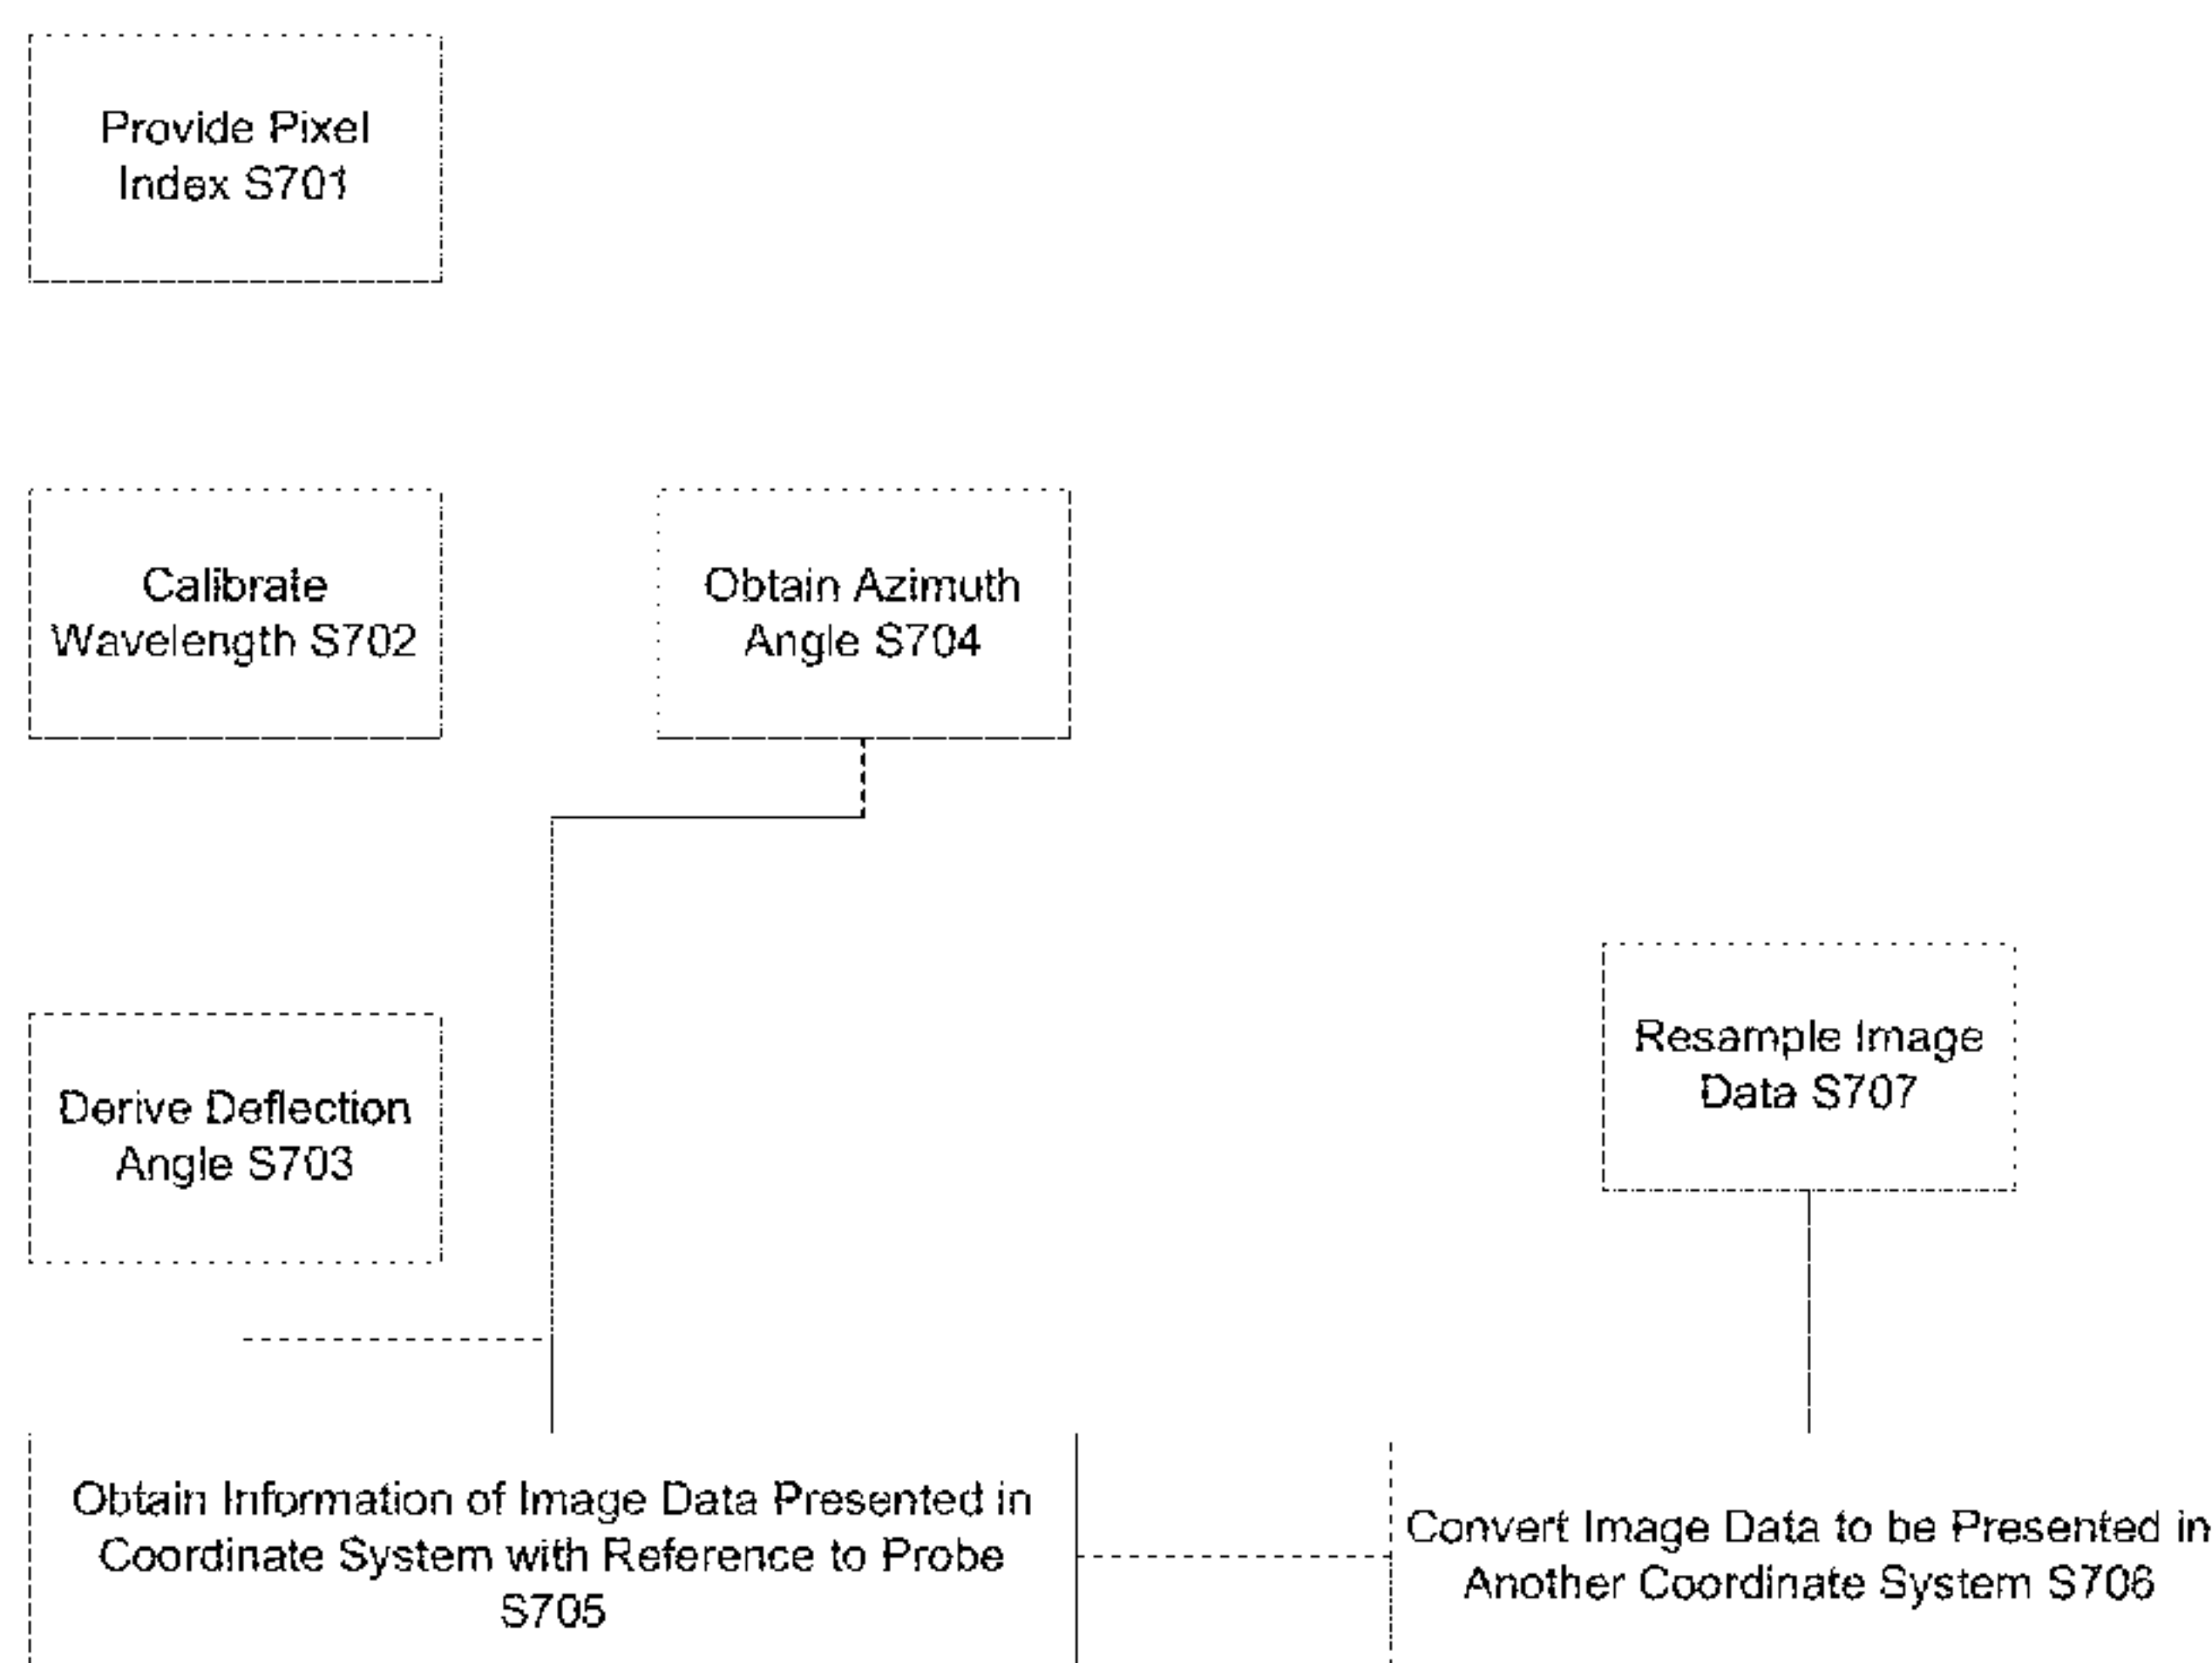 Provide Pixel
Index S701
Calibrate
Wavelength S702
Obtain Azimuth
Angle S704
Derive Deflection
Angle S703
Resample Image
Data S707
Obtain Information of Image Data Presented in
Coordinate System with Reference to Probe
S705
Convert Image Data to be Presented in
Another Coordinate System S706